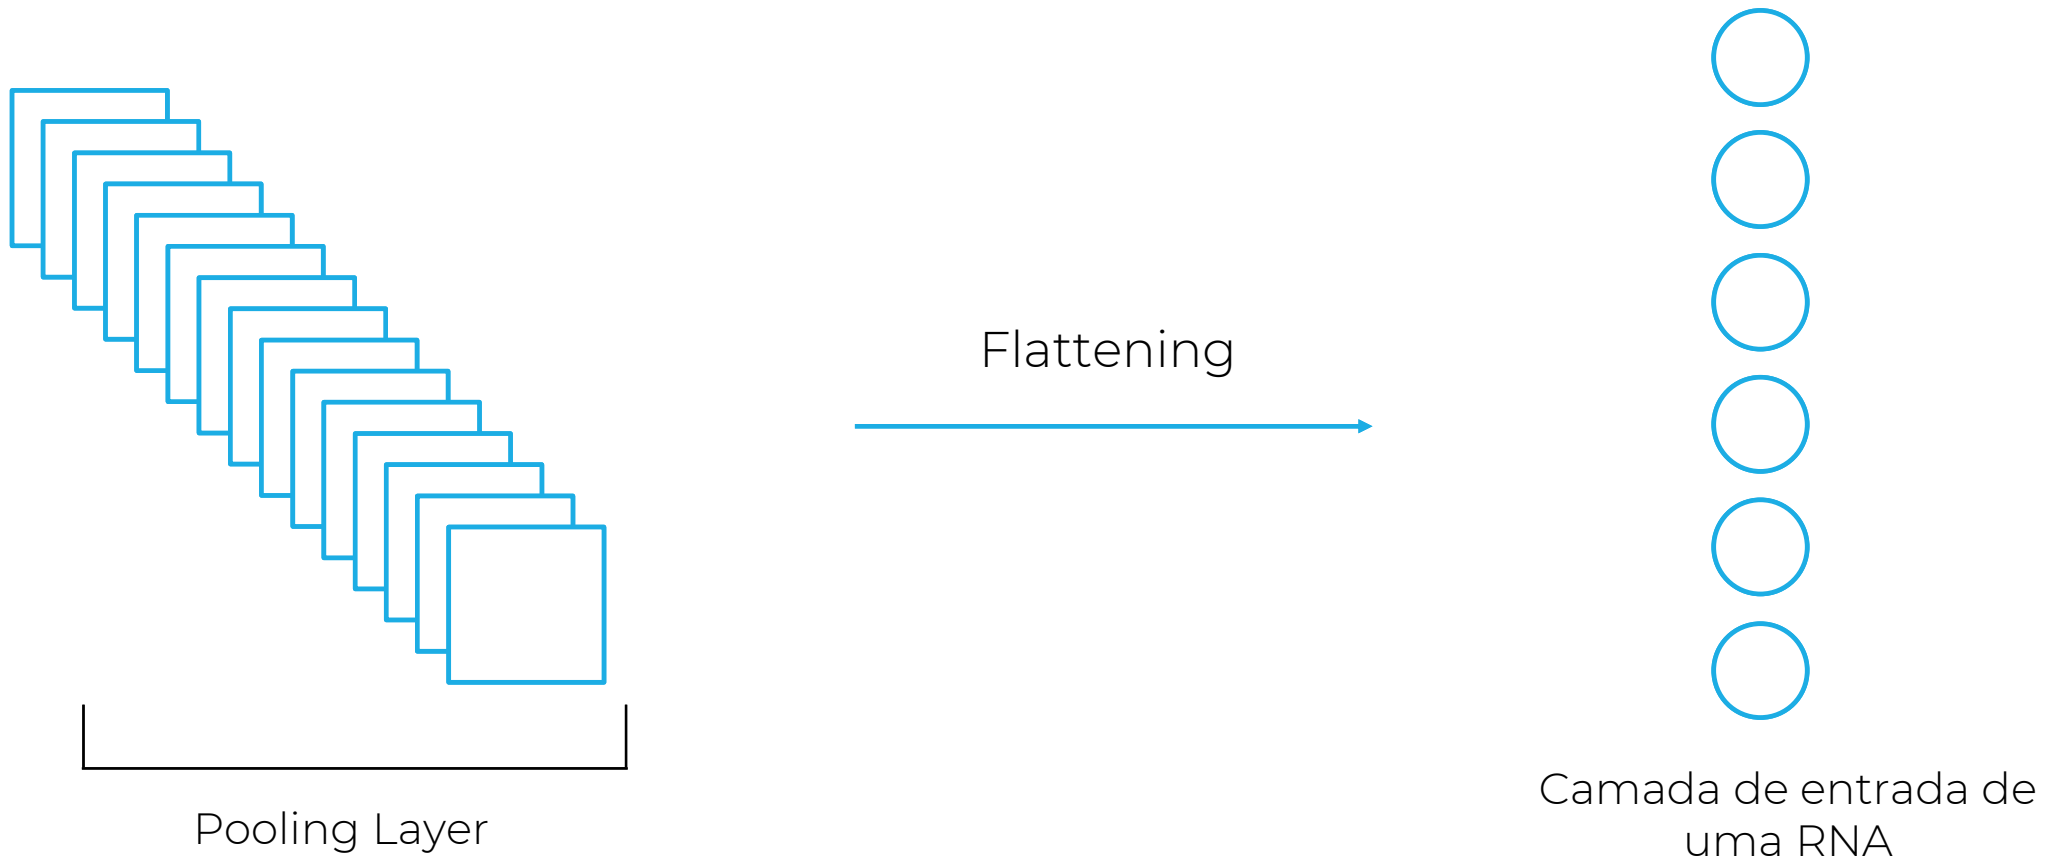 Flattening
Pooling Layer
Camada de entrada de
uma RNA